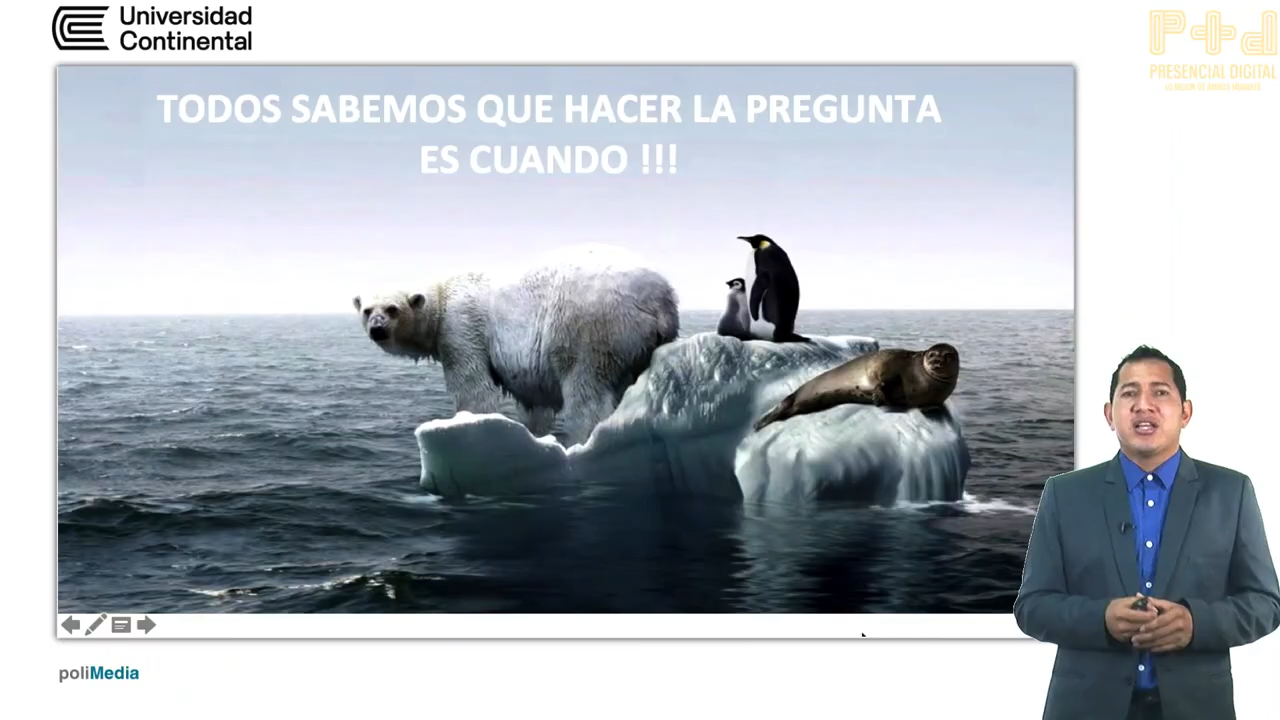 Universidad
Continental
P+d
PRESENCIAL DIGITAL
TODOS SABEMOS QUE HACER LA PREGUNTA
ES CUANDO !!!
poliMedia